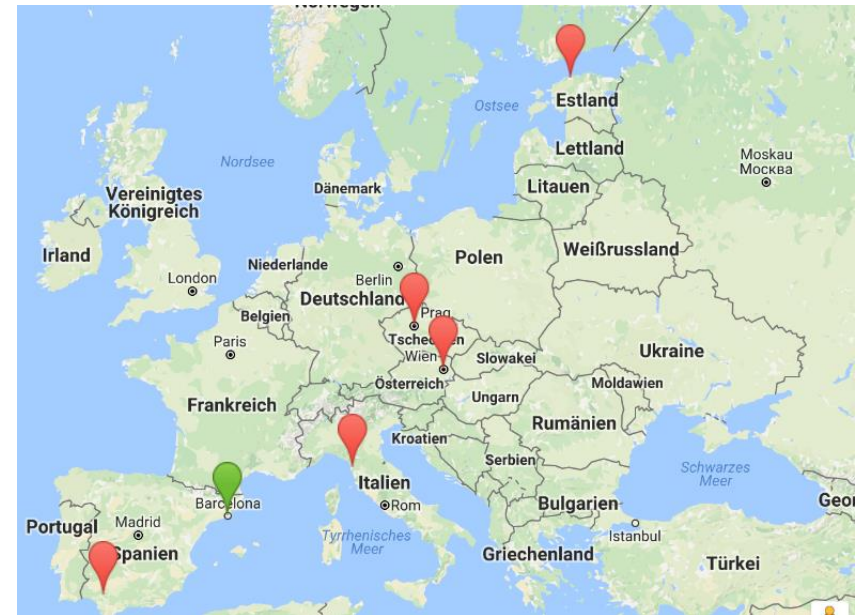 Norwegen
Ostsee
Estland
Lettland
Moskau
Москва
Nordsee
Dänemark
Litauen
Vereinigtes
Königreich
Irland
Polen
Weißrussland
Niederlande
Berlin
London
Deutschland
Belgien
Prag
Paris
Tschechien
Wien
Slowakei
Ukraine
Österreich
Moldawien
Ungarn
Frankreich
Rumänien
Kroatien
Serbien
Schwarzes
Meer
Italien
Barcelona
Rom
Bulgarien
Geor
Portugal
Madrid
Istanbul
Spanien
Tyrrhenisches
Meer
Griechenland
Türkei